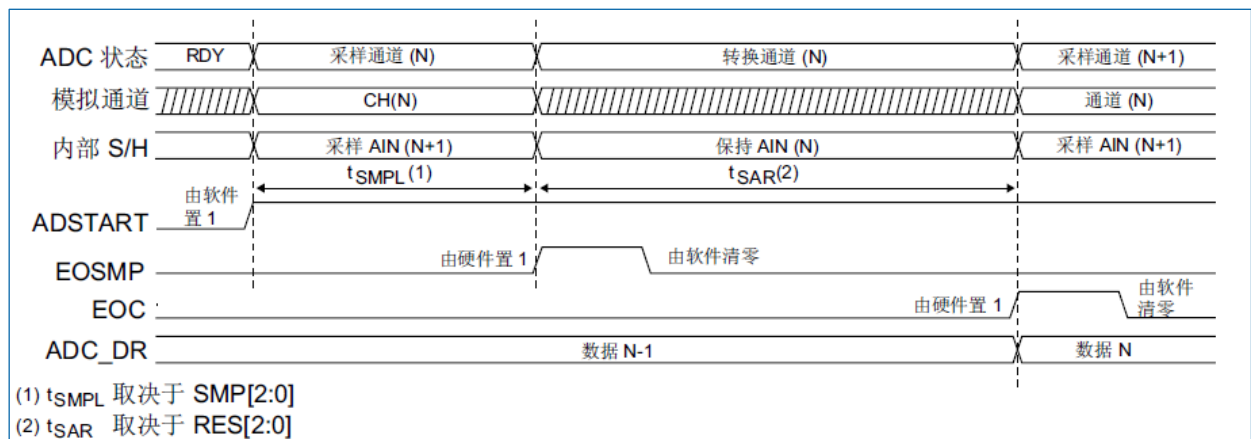 ADC 状态 RDY 采样通道 (N) 转换通道 (N) 采样通道 (N+1)
模拟通道 CH(N) 通道 (N)
内部 S/H 采样 AIN (N+1) 保持 AIN (N) 采样 AIN (N+1)
tSMPL(1) tSAR(2)
由软件
置 1
ADSTART
由硬件置 1 由软件清零
EOSMP
由软件
清零
EOC 由硬件置 1
ADC_DR 数据 N-1 数据 N
(1) tSMPL 取决于 SMP[2:0]
(2) tSAR 取决于 RES[2:0]